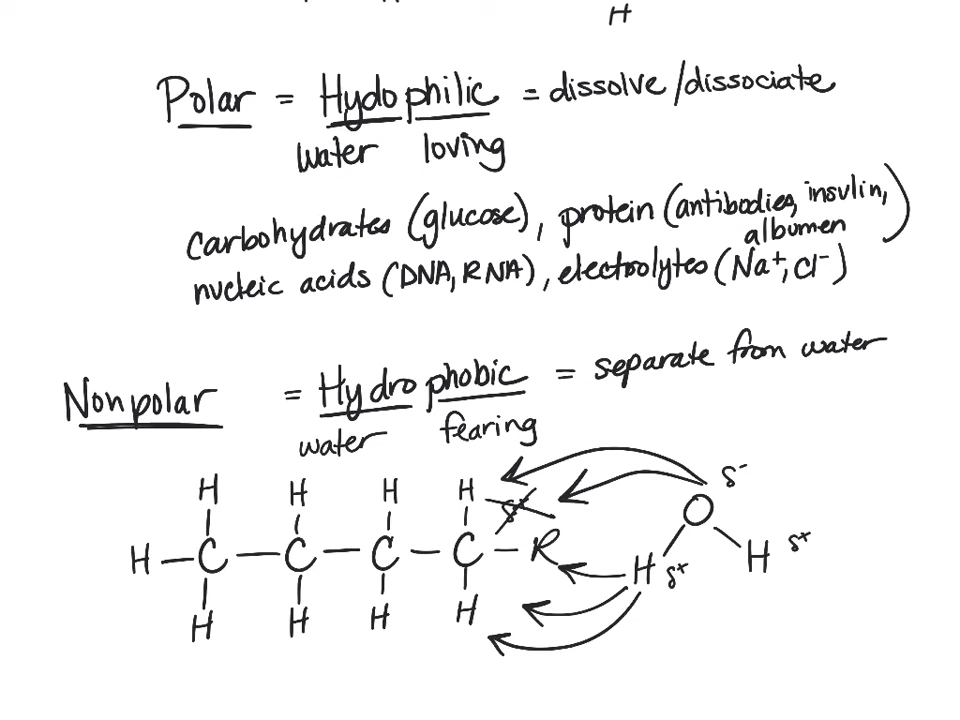 H
Polar = Hydophilic = dissolve/dissociate
water loving
carbohydrates (glucose), protein (antibodies, insulin,
albumen)
nucleic acids (DNA, RNA), electrolytes (Na⁺, Cl⁻)
Nonpolar = Hydrophobic = separate from water
water fearing
H H H H δ⁻
H — C — C — C — C — R O
H δ⁺ H δ⁺
H H H H